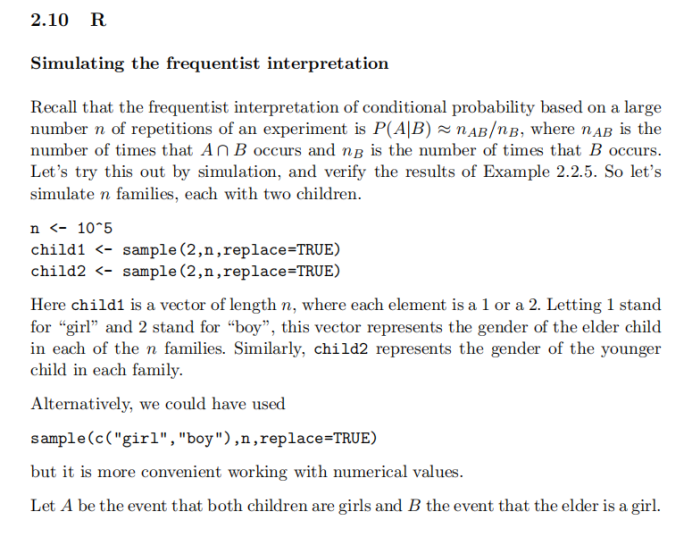 2.10 R
Simulating the frequentist interpretation
Recall that the frequentist interpretation of conditional probability based on a large
number n of repetitions of an experiment is P(A|B) ≈ n_AB/n_B, where n_AB is the
number of times that A ∩ B occurs and n_B is the number of times that B occurs.
Let's try this out by simulation, and verify the results of Example 2.2.5. So let's
simulate n families, each with two children.
n <- 10^5
child1 <- sample(2,n,replace=TRUE)
child2 <- sample(2,n,replace=TRUE)
Here child1 is a vector of length n, where each element is a 1 or a 2. Letting 1 stand
for "girl" and 2 stand for "boy", this vector represents the gender of the elder child
in each of the n families. Similarly, child2 represents the gender of the younger
child in each family.
Alternatively, we could have used
sample(c("girl","boy"),n,replace=TRUE)
but it is more convenient working with numerical values.
Let A be the event that both children are girls and B the event that the elder is a girl.